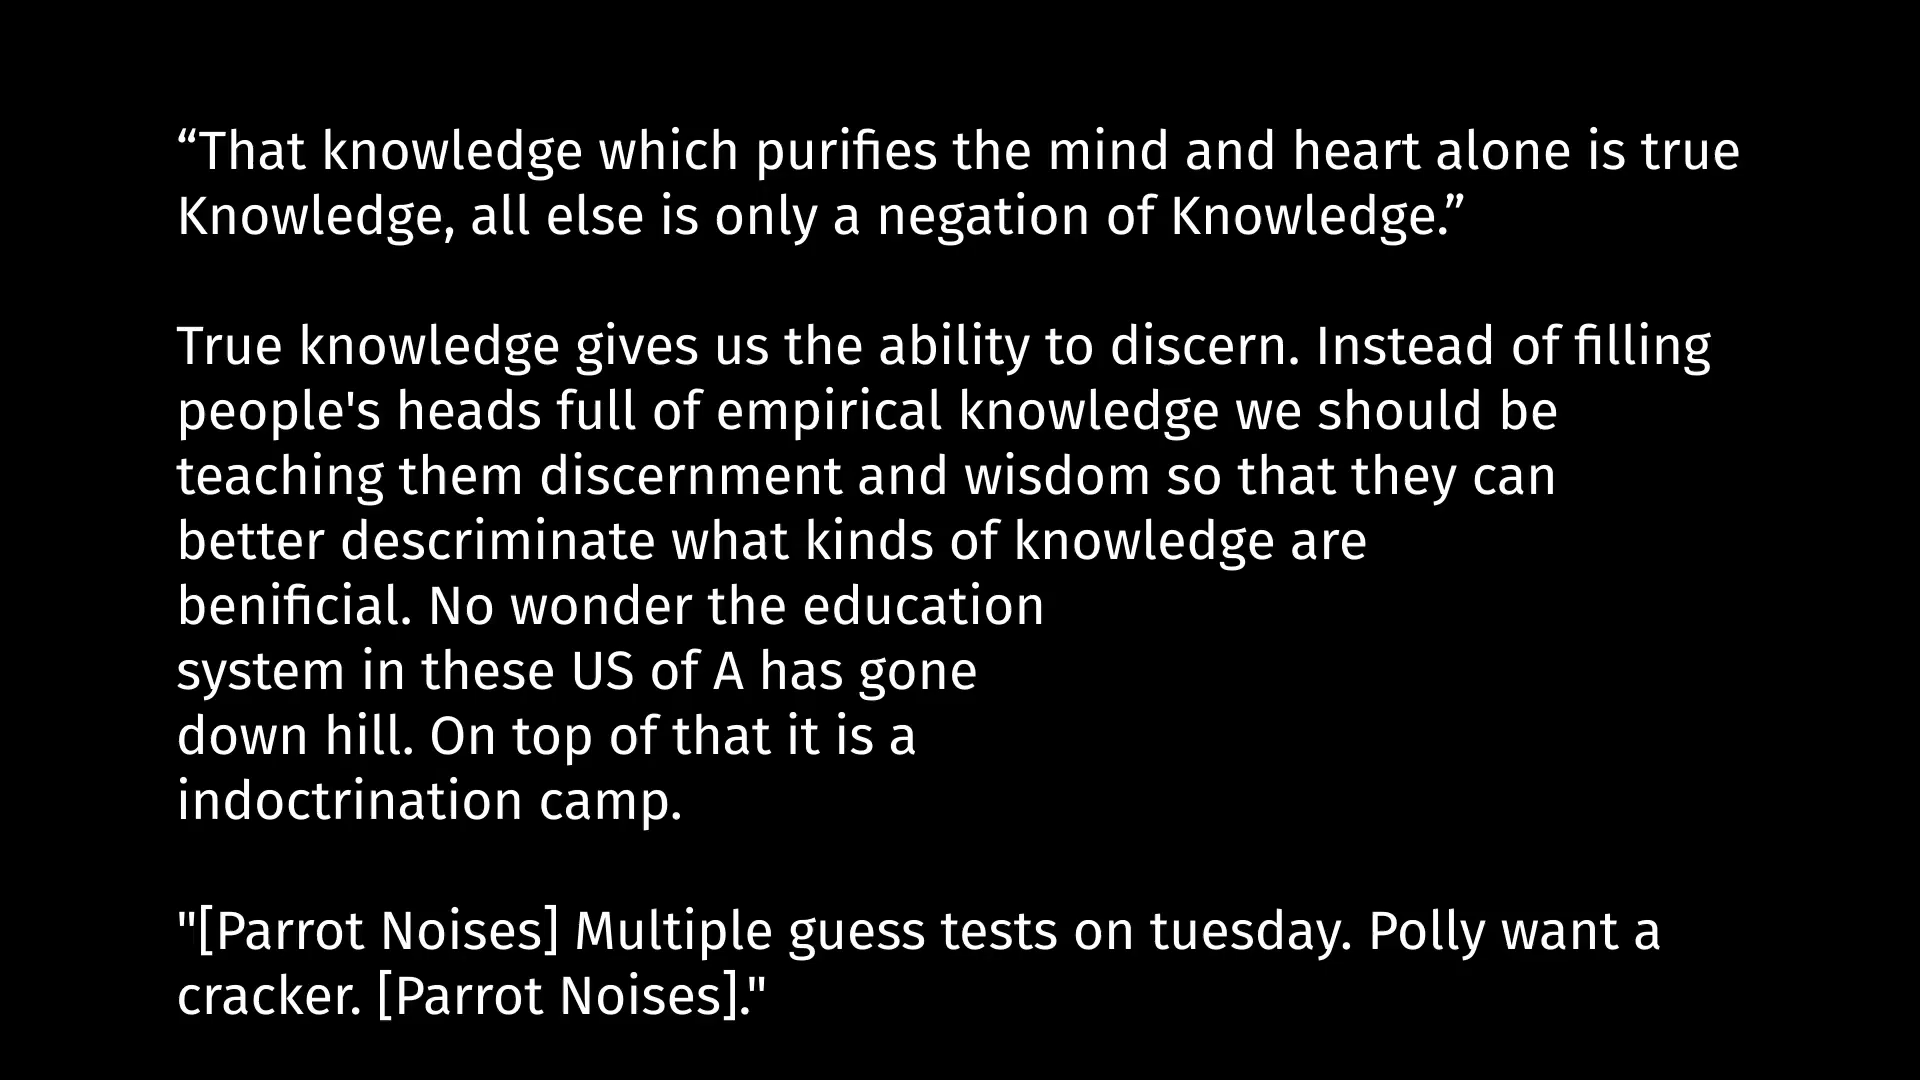 “That knowledge which purifies the mind and heart alone is true
Knowledge, all else is only a negation of Knowledge.”
True knowledge gives us the ability to discern. Instead of filling
people's heads full of empirical knowledge we should be
teaching them discernment and wisdom so that they can
better descriminate what kinds of knowledge are
benificial. No wonder the education
system in these US of A has gone
down hill. On top of that it is a
indoctrination camp.
"[Parrot Noises] Multiple guess tests on tuesday. Polly want a
cracker. [Parrot Noises]."